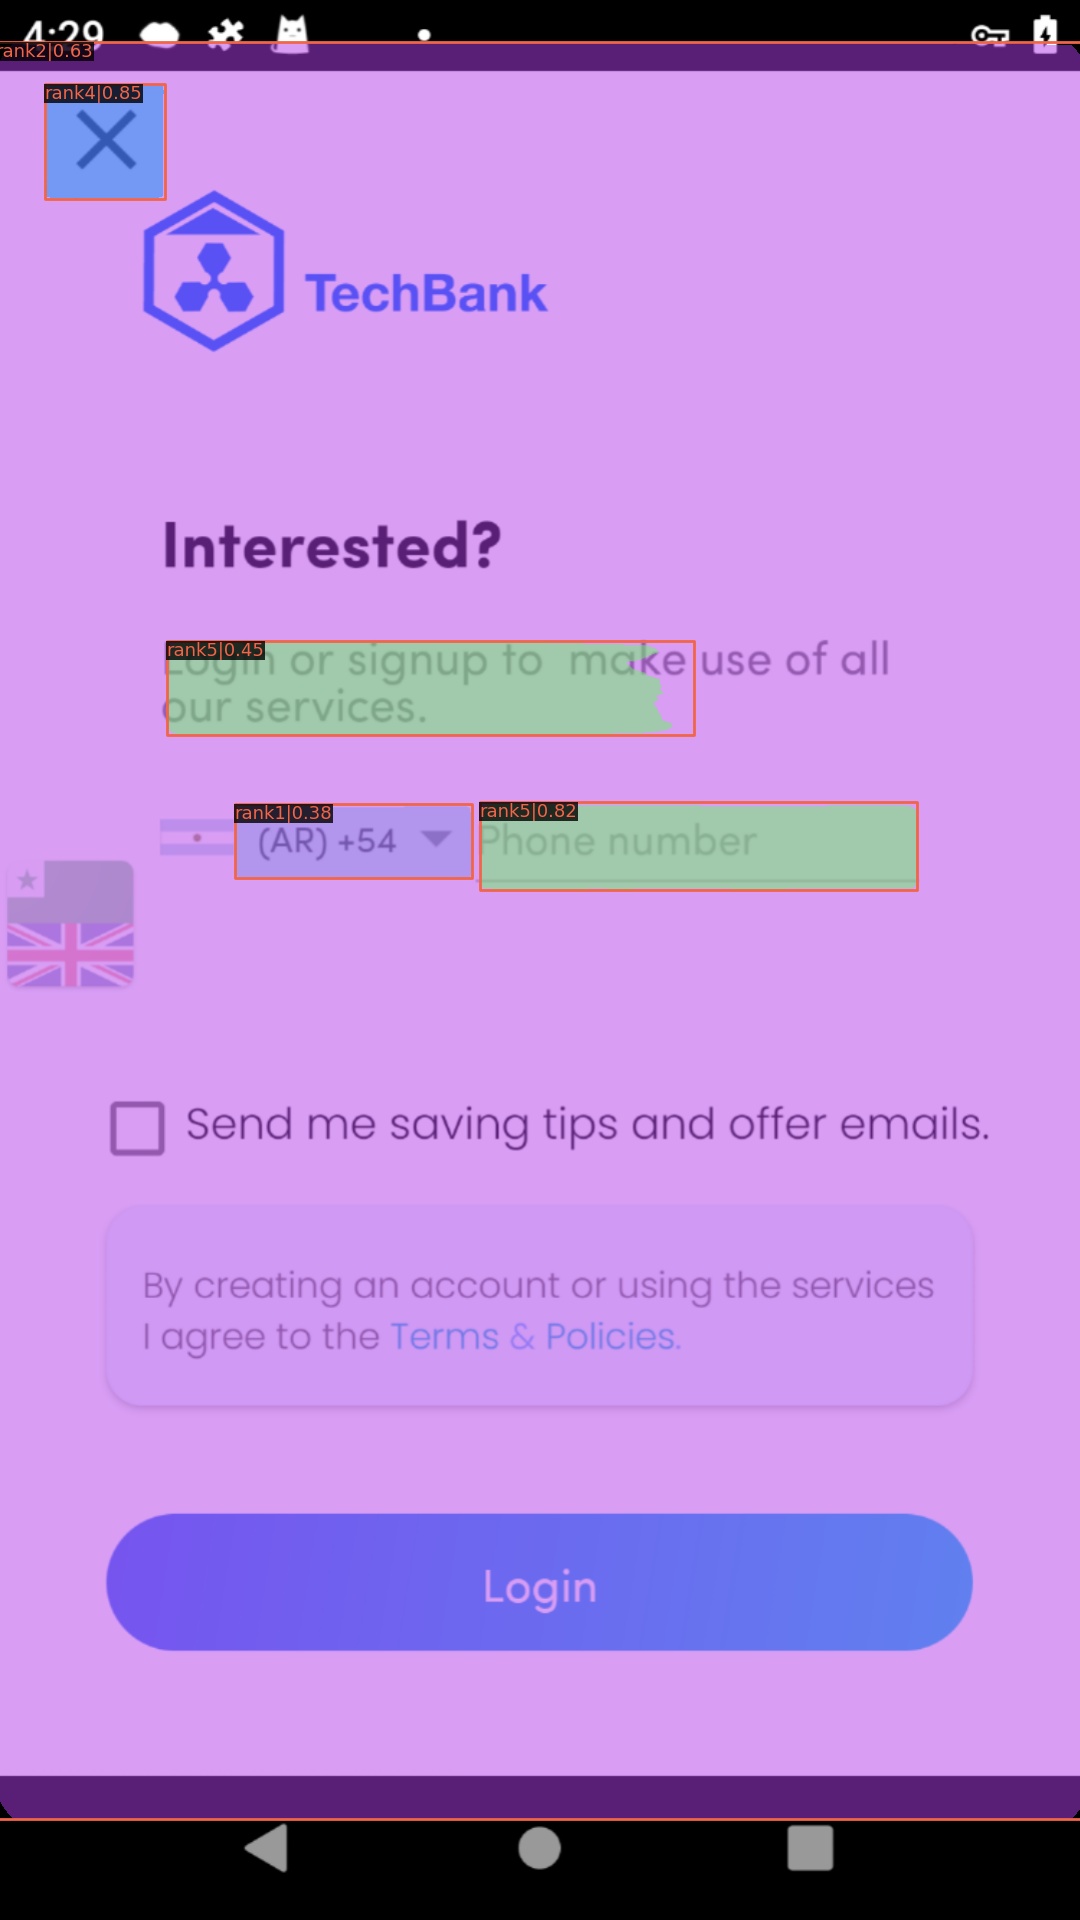 4:29
rank2|0.63
rank4|0.85
TechBank
Interested?
rank5|0.45
Login or signup to  make use of all
our services.
rank1|0.38
(AR) +54
rank5|0.82
Phone number
Send me saving tips and offer emails.
By creating an account or using the services
I agree to the Terms & Policies.
Login